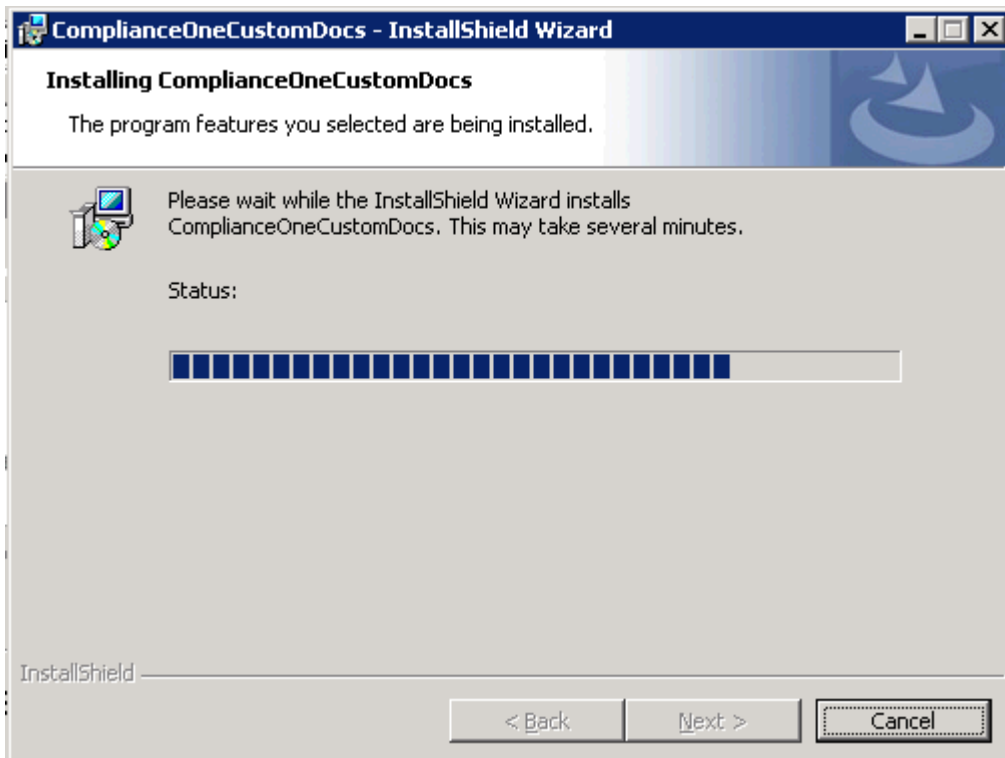 ComplianceOneCustomDocs - InstallShield Wizard
Installing ComplianceOneCustomDocs
The program features you selected are being installed.
Please wait while the InstallShield Wizard installs
ComplianceOneCustomDocs. This may take several minutes.
Status:
InstallShield
< Back
Next >
Cancel